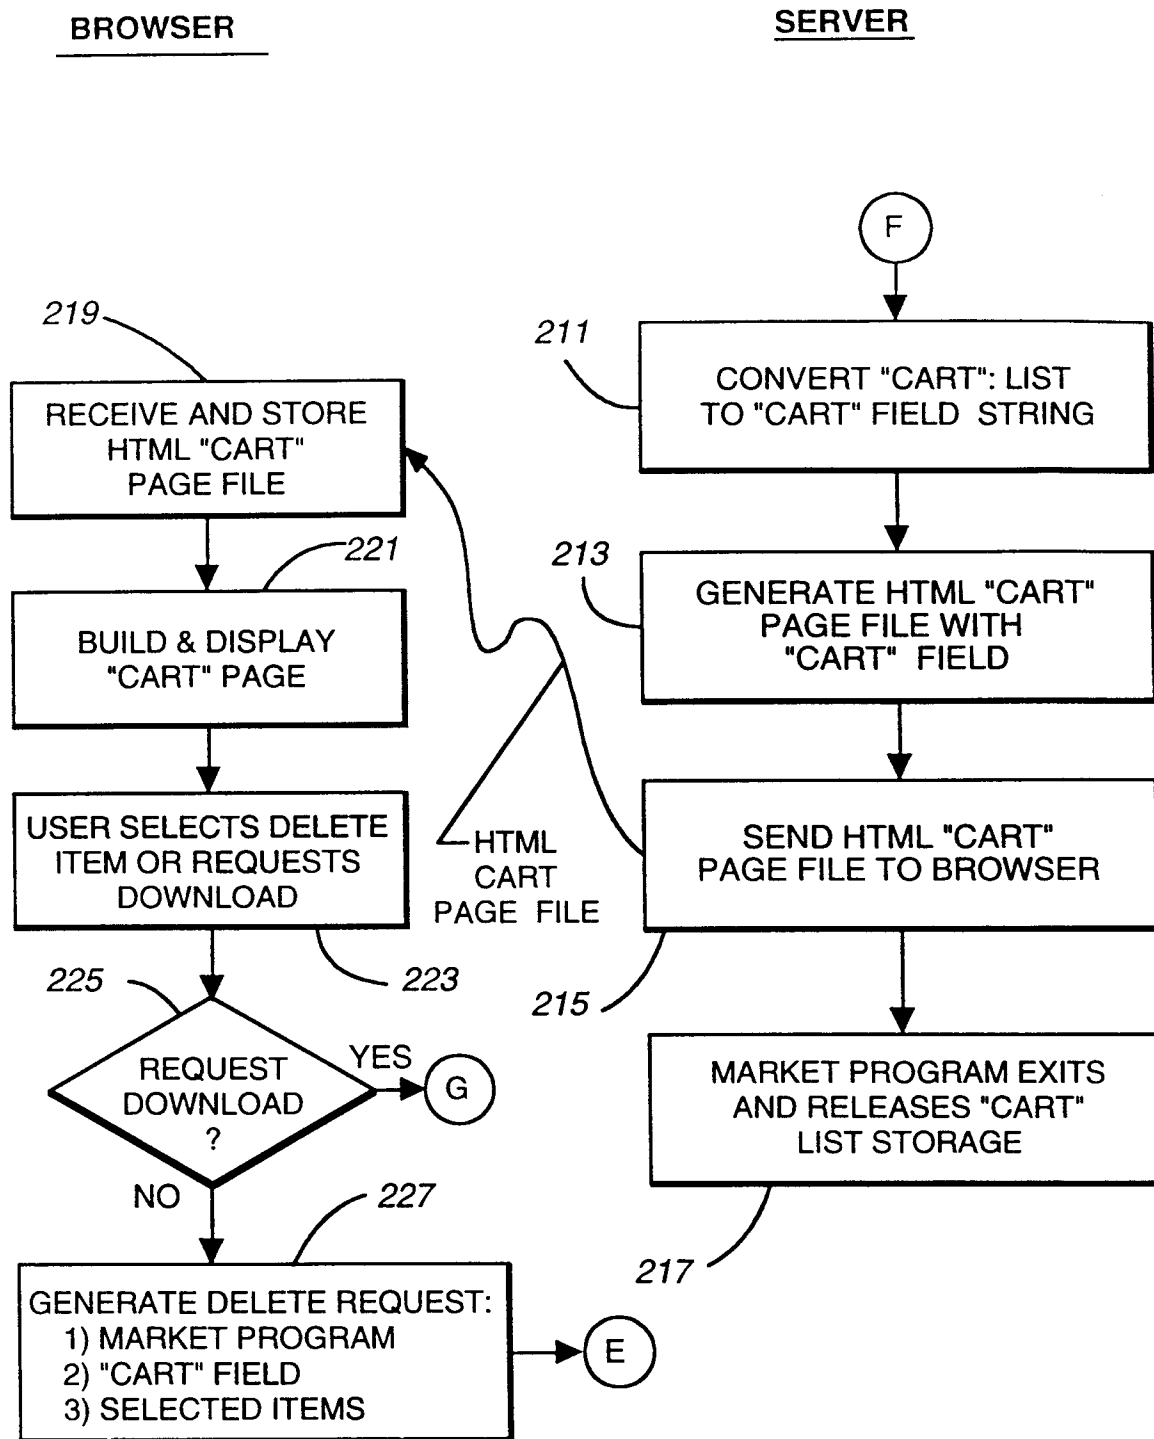 BROWSER
SERVER
F
219
RECEIVE AND STORE
HTML "CART"
PAGE FILE
211
CONVERT "CART": LIST
TO "CART" FIELD STRING
221
BUILD & DISPLAY
"CART" PAGE
213
GENERATE HTML "CART"
PAGE FILE WITH
"CART" FIELD
USER SELECTS DELETE
ITEM OR REQUESTS
DOWNLOAD
223
HTML
CART
PAGE FILE
SEND HTML "CART"
PAGE FILE TO BROWSER
215
225
REQUEST
DOWNLOAD
?
YES
G
NO
MARKET PROGRAM EXITS
AND RELEASES "CART"
LIST STORAGE
217
227
GENERATE DELETE REQUEST:
1) MARKET PROGRAM
2) "CART" FIELD
3) SELECTED ITEMS
E